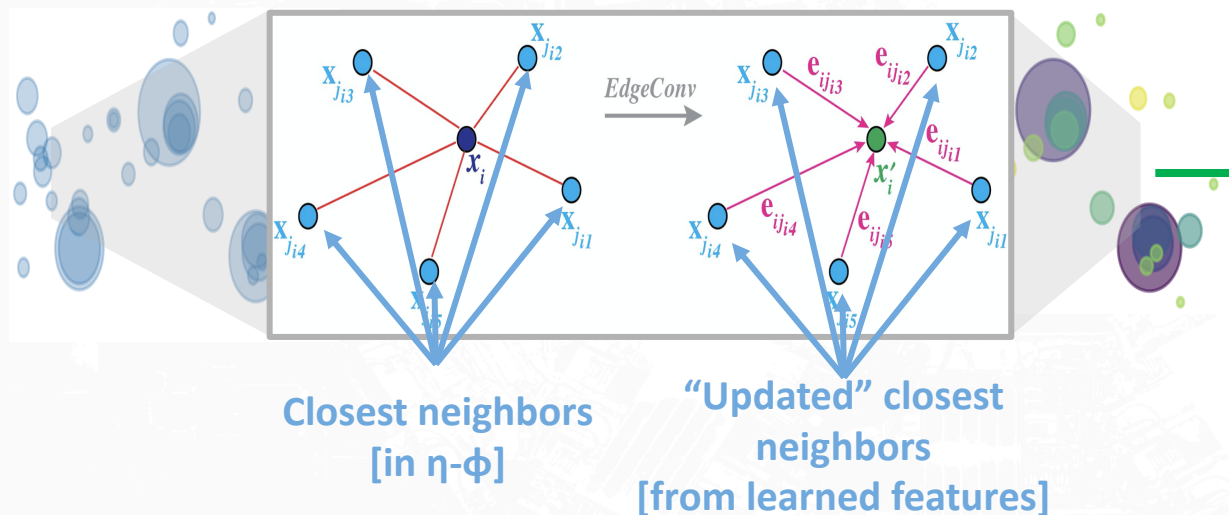 x_{j_{i3}}
x_{j_{i2}}
x_i
x_{j_{i4}}
x_{j_{i1}}
x_{j_{i5}}
EdgeConv
x_{j_{i3}}
e_{ij_{i3}}
e_{ij_{i2}}
x_{j_{i2}}
e_{ij_{i1}}
x'_i
e_{ij_{i4}}
e_{ij_{i5}}
x_{j_{i4}}
x_{j_{i1}}
x_{j_{i5}}
Closest neighbors
[in η-ϕ]
“Updated” closest
neighbors
[from learned features]